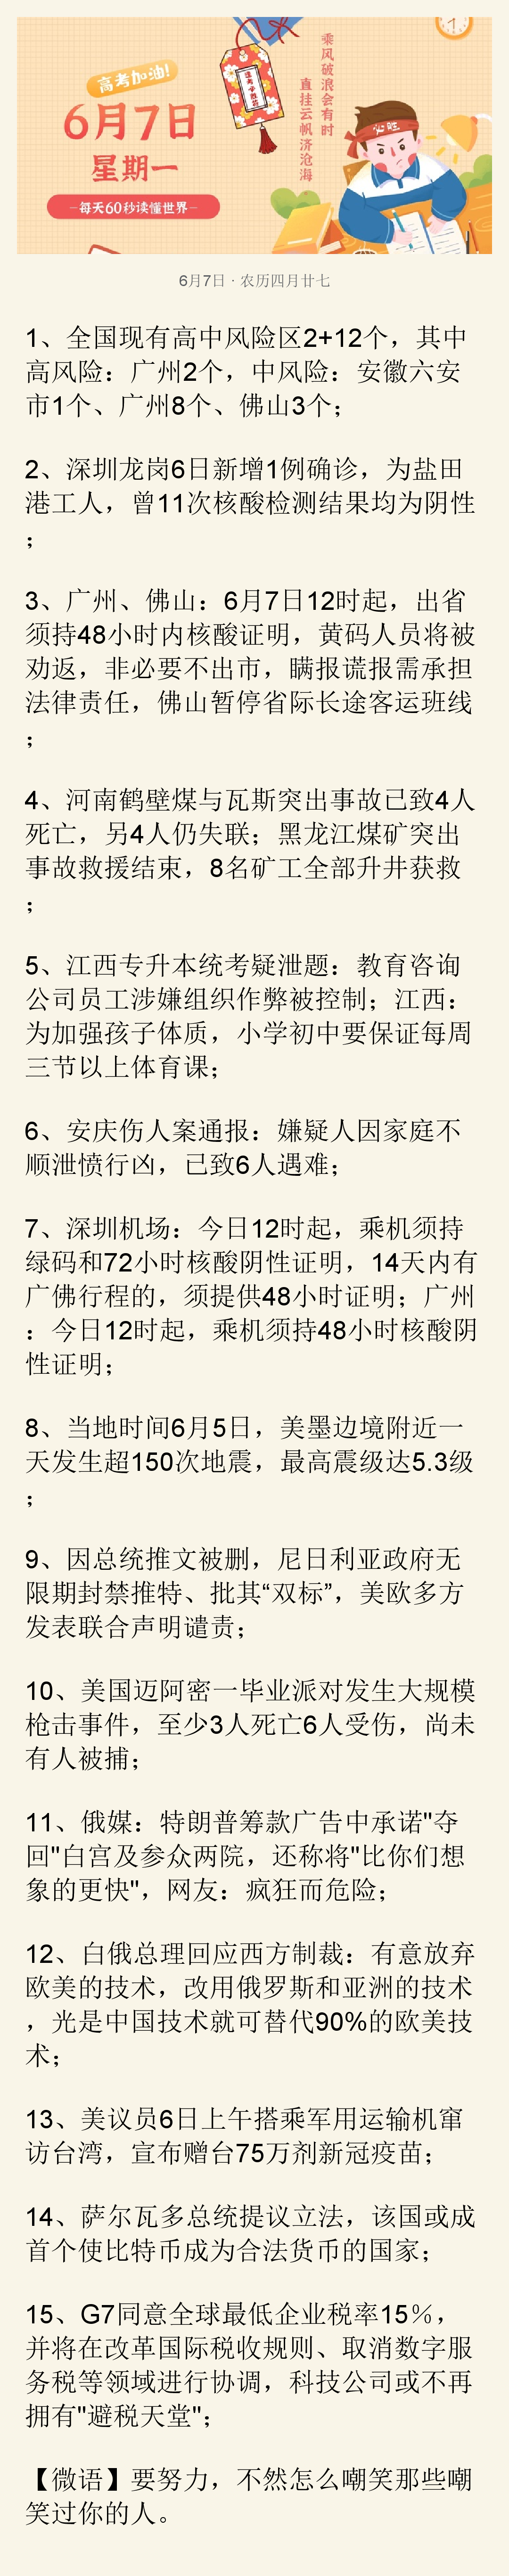 高考加油!
6月7日
星期一
—每天60秒读懂世界—
乘风破浪会有时
直挂云帆济沧海。
必胜
6月7日 · 农历四月廿七
1、全国现有高中风险区2+12个，其中
高风险：广州2个，中风险：安徽六安
市1个、广州8个、佛山3个；
2、深圳龙岗6日新增1例确诊，为盐田
港工人，曾11次核酸检测结果均为阴性
；
3、广州、佛山：6月7日12时起，出省
须持48小时内核酸证明，黄码人员将被
劝返，非必要不出市，瞒报谎报需承担
法律责任，佛山暂停省际长途客运班线
；
4、河南鹤壁煤与瓦斯突出事故已致4人
死亡，另4人仍失联；黑龙江煤矿突出
事故救援结束，8名矿工全部升井获救
；
5、江西专升本统考疑泄题：教育咨询
公司员工涉嫌组织作弊被控制；江西：
为加强孩子体质，小学初中要保证每周
三节以上体育课；
6、安庆伤人案通报：嫌疑人因家庭不
顺泄愤行凶，已致6人遇难；
7、深圳机场：今日12时起，乘机须持
绿码和72小时核酸阴性证明，14天内有
广佛行程的，须提供48小时证明；广州
：今日12时起，乘机须持48小时核酸阴
性证明；
8、当地时间6月5日，美墨边境附近一
天发生超150次地震，最高震级达5.3级
；
9、因总统推文被删，尼日利亚政府无
限期封禁推特、批其“双标”，美欧多方
发表联合声明谴责；
10、美国迈阿密一毕业派对发生大规模
枪击事件，至少3人死亡6人受伤，尚未
有人被捕；
11、俄媒：特朗普筹款广告中承诺"夺
回"白宫及参众两院，还称将"比你们想
象的更快"，网友：疯狂而危险；
12、白俄总理回应西方制裁：有意放弃
欧美的技术，改用俄罗斯和亚洲的技术
，光是中国技术就可替代90%的欧美技
术；
13、美议员6日上午搭乘军用运输机窜
访台湾，宣布赠台75万剂新冠疫苗；
14、萨尔瓦多总统提议立法，该国或成
首个使比特币成为合法货币的国家；
15、G7同意全球最低企业税率15％，
并将在改革国际税收规则、取消数字服
务税等领域进行协调，科技公司或不再
拥有"避税天堂"；
【微语】要努力，不然怎么嘲笑那些嘲
笑过你的人。